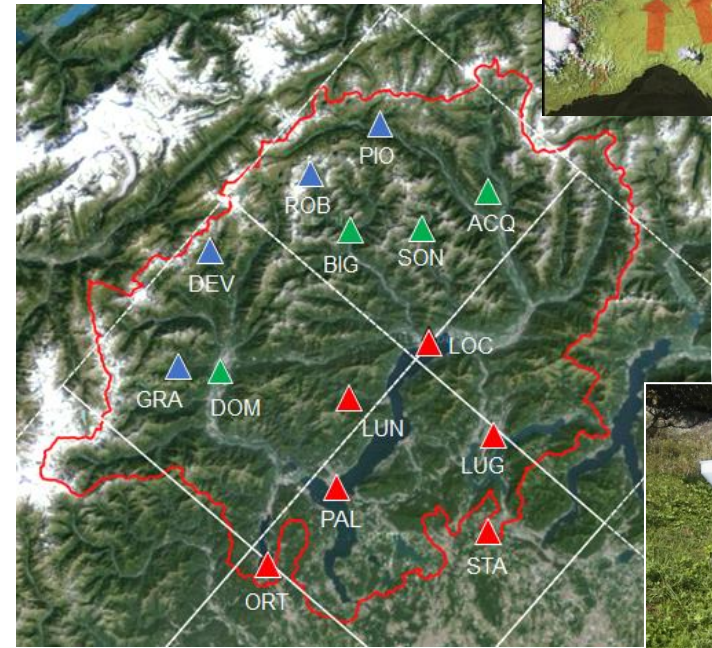 PIO
ROB
ACQ
BIG
SON
DEV
LOC
GRA
DOM
LUN
LUG
PAL
STA
ORT